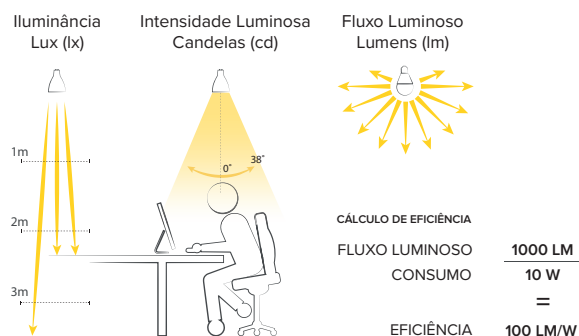 Iluminância
Lux (lx)
Intensidade Luminosa
Candelas (cd)
Fluxo Luminoso
Lumens (lm)
1m
2m
3m
0°
38°
CÁLCULO DE EFICIÊNCIA
FLUXO LUMINOSO 1000 LM
CONSUMO 10 W
=
EFICIÊNCIA 100 LM/W